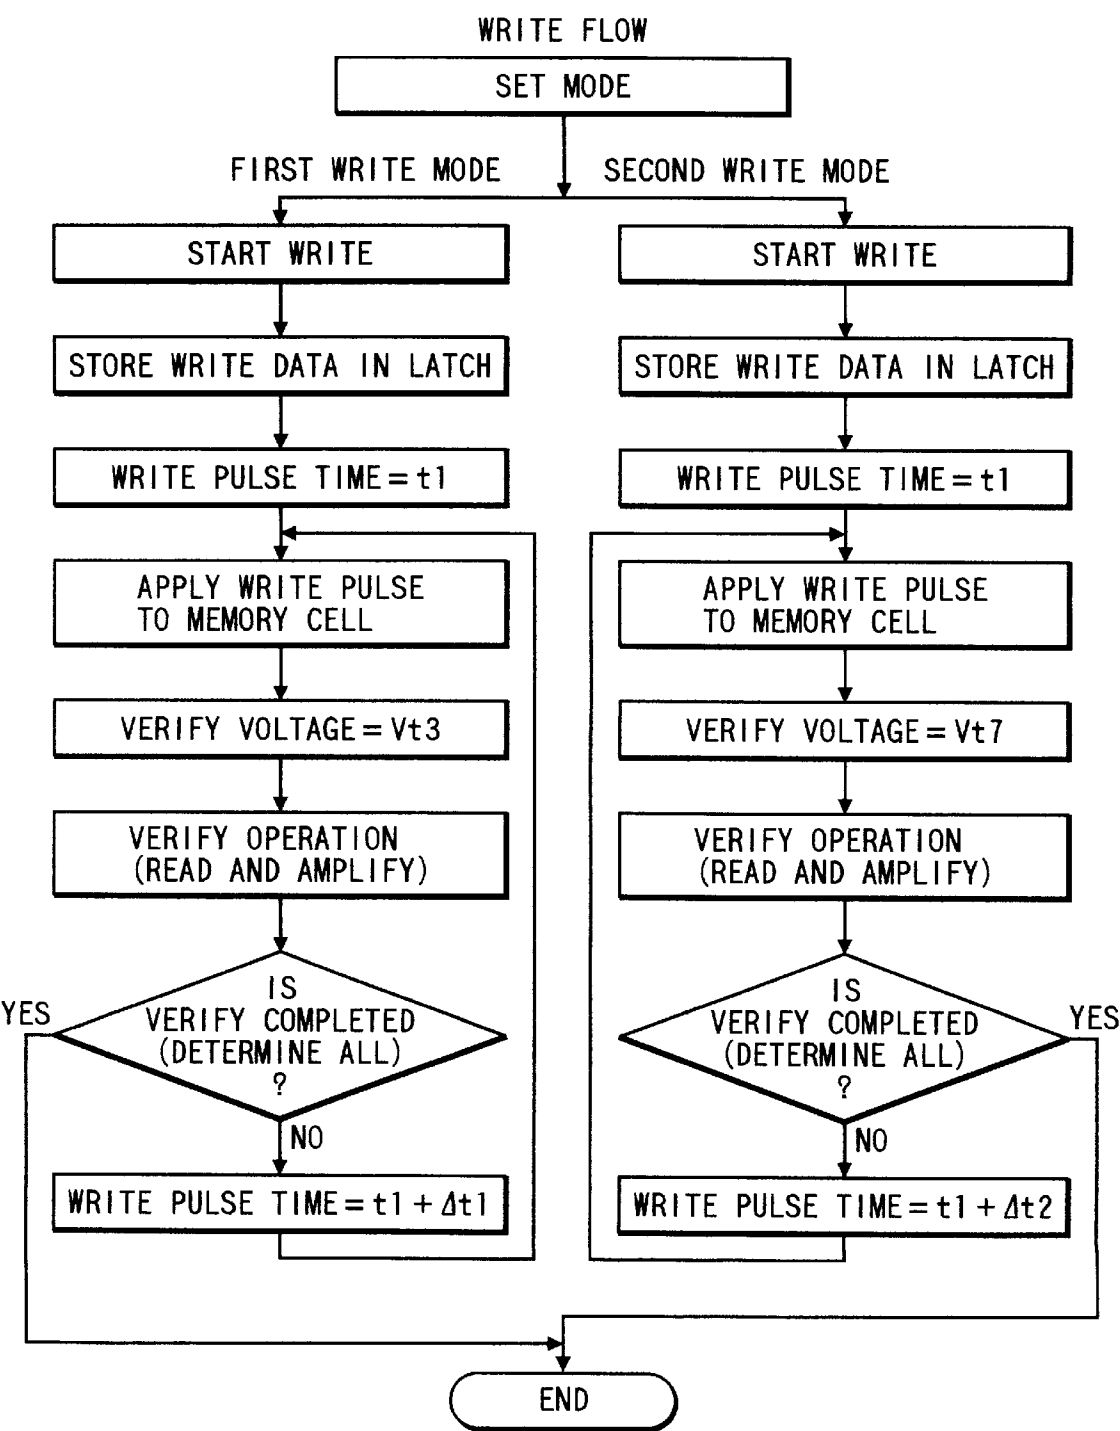 WRITE FLOW
SET MODE
FIRST WRITE MODE
START WRITE
STORE WRITE DATA IN LATCH
WRITE PULSE TIME=t1
APPLY WRITE PULSE
TO MEMORY CELL
VERIFY VOLTAGE=Vt3
VERIFY OPERATION
(READ AND AMPLIFY)
IS
VERIFY COMPLETED
(DETERMINE ALL)
?
YES
NO
WRITE PULSE TIME=t1+Δt1
SECOND WRITE MODE
START WRITE
STORE WRITE DATA IN LATCH
WRITE PULSE TIME=t1
APPLY WRITE PULSE
TO MEMORY CELL
VERIFY VOLTAGE=Vt7
VERIFY OPERATION
(READ AND AMPLIFY)
IS
VERIFY COMPLETED
(DETERMINE ALL)
?
YES
NO
WRITE PULSE TIME=t1+Δt2
END